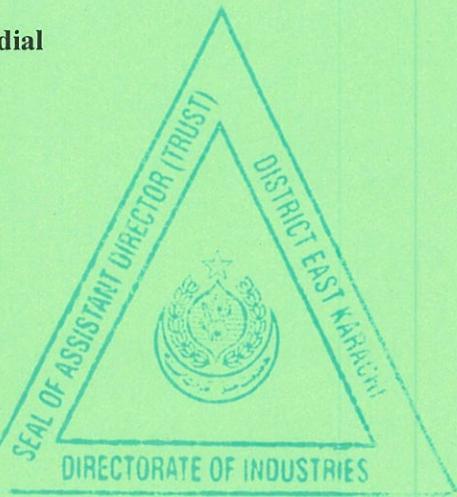 dial
SEAL OF ASSISTANT DIRECTOR (TRUST)
DISTRICT EAST KARACHI
DIRECTORATE OF INDUSTRIES